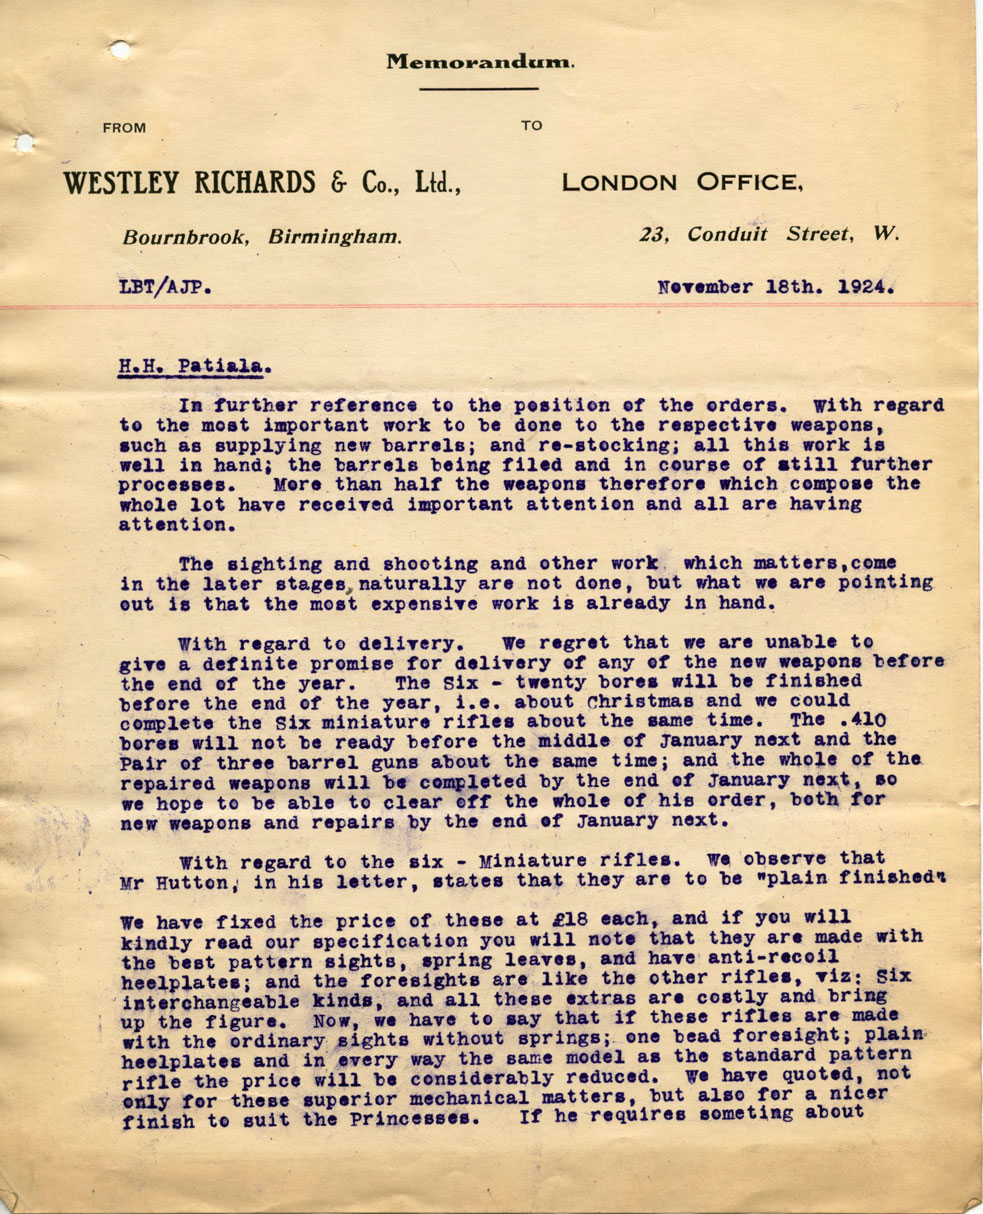 Memorandum.
FROM
TO
WESTLEY RICHARDS & Co., Ltd.,
LONDON OFFICE,
Bournbrook, Birmingham.
23, Conduit Street, W.
LBT/AJP.
November 18th. 1924.
H.H. Patiala.
In further reference to the position of the orders. With regard
to the most important work to be done to the respective weapons,
such as supplying new barrels; and re-stocking; all this work is
well in hand; the barrels being filed and in course of still further
processes. More than half the weapons therefore which compose the
whole lot have received important attention and all are having
attention.
The sighting and shooting and other work which matters,come
in the later stages,naturally are not done, but what we are pointing
out is that the most expensive work is already in hand.
With regard to delivery. We regret that we are unable to
give a definite promise for delivery of any of the new weapons before
the end of the year. The Six - twenty bores will be finished
before the end of the year, i.e. about Christmas and we could
complete the Six miniature rifles about the same time. The .410
bores will not be ready before the middle of January next and the
Pair of three barrel guns about the same time; and the whole of the
repaired weapons will be completed by the end of January next, so
we hope to be able to clear off the whole of his order, both for
new weapons and repairs by the end of January next.
With regard to the six - Miniature rifles. We observe that
Mr Hutton, in his letter, states that they are to be "plain finished"
We have fixed the price of these at £18 each, and if you will
kindly read our specification you will note that they are made with
the best pattern sights, spring leaves, and have anti-recoil
heelplates; and the foresights are like the other rifles, viz: Six
interchangeable kinds, and all these extras are costly and bring
up the figure. Now, we have to say that if these rifles are made
with the ordinary sights without springs; one bead foresight; plain
heelplates and in every way the same model as the standard pattern
rifle the price will be considerably reduced. We have quoted, not
only for these superior mechanical matters, but also for a nicer
finish to suit the Princesses. If he requires someting about